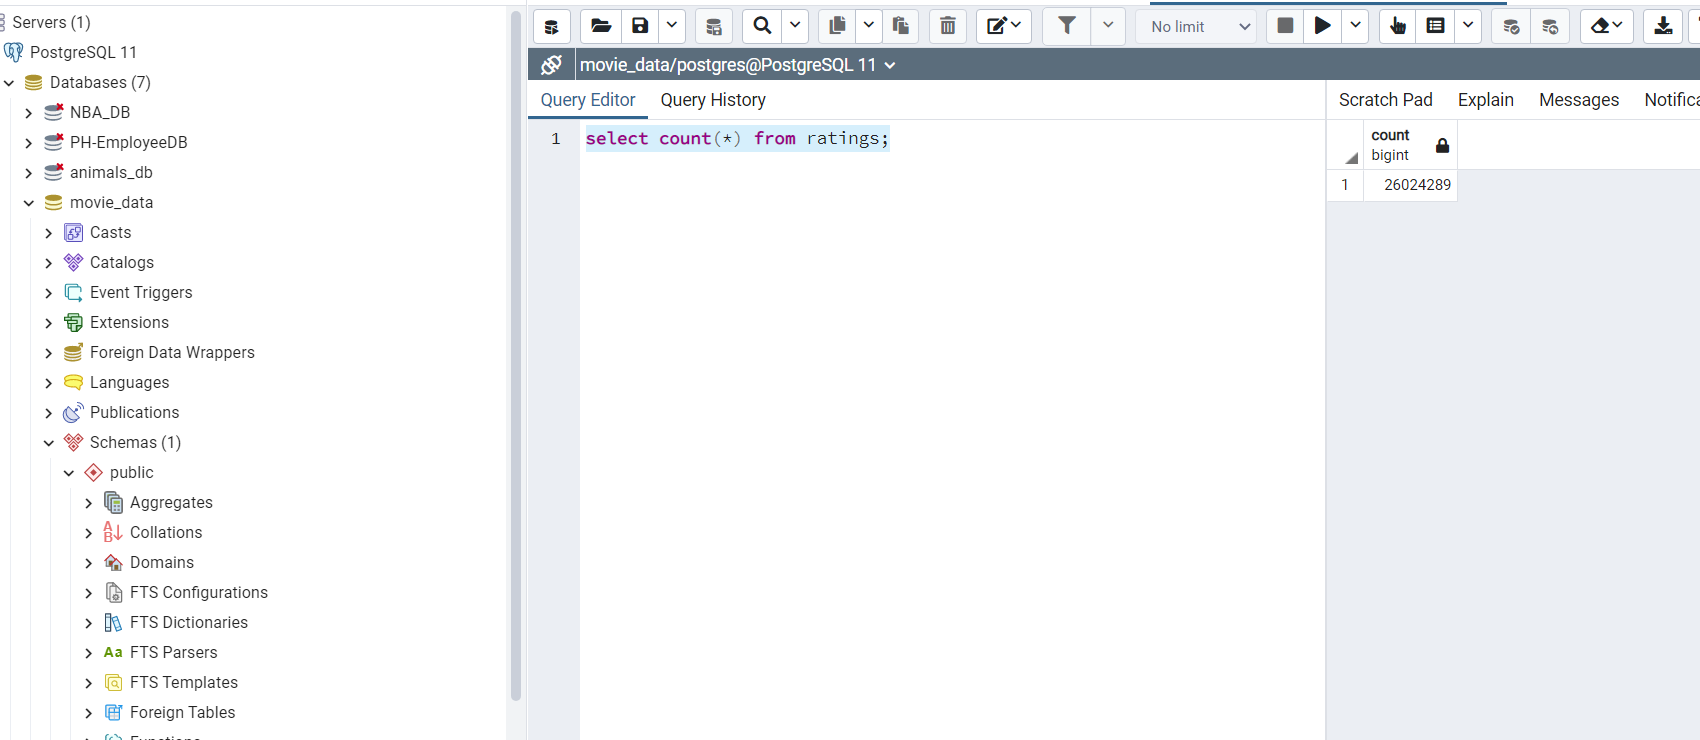 Servers (1)
PostgreSQL 11
Databases (7)
NBA_DB
PH-EmployeeDB
animals_db
movie_data
Casts
Catalogs
Event Triggers
Extensions
Foreign Data Wrappers
Languages
Publications
Schemas (1)
public
Aggregates
Collations
Domains
FTS Configurations
FTS Dictionaries
Aa FTS Parsers
FTS Templates
Foreign Tables
Functions
No limit
movie_data/postgres@PostgreSQL 11
Query Editor Query History
1 select count(*) from ratings;
Scratch Pad Explain Messages Notifica
count
bigint
1 26024289